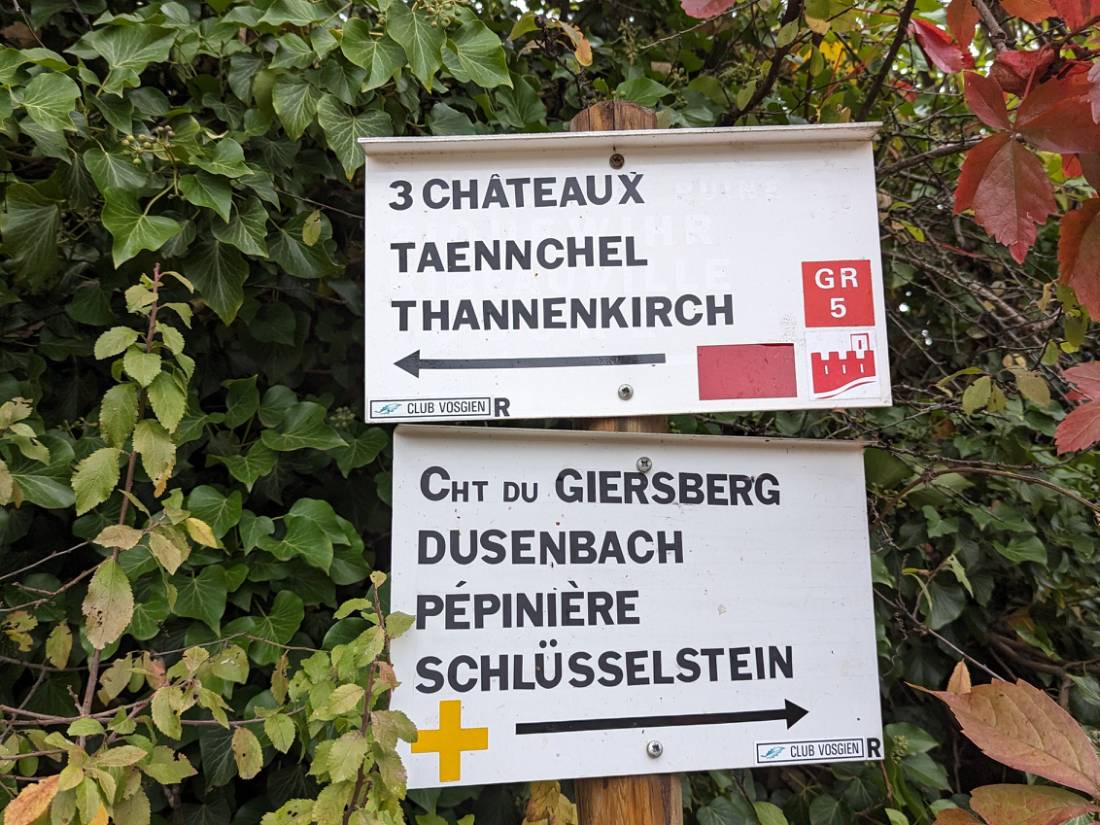 3 CHÂTEAUX
TAENNCHEL
THANNENKIRCH
GR
5
CLUB VOSGIEN R
CHT DU GIERSBERG
DUSENBACH
PÉPINIÈRE
SCHLÜSSELSTEIN
CLUB VOSGIEN R